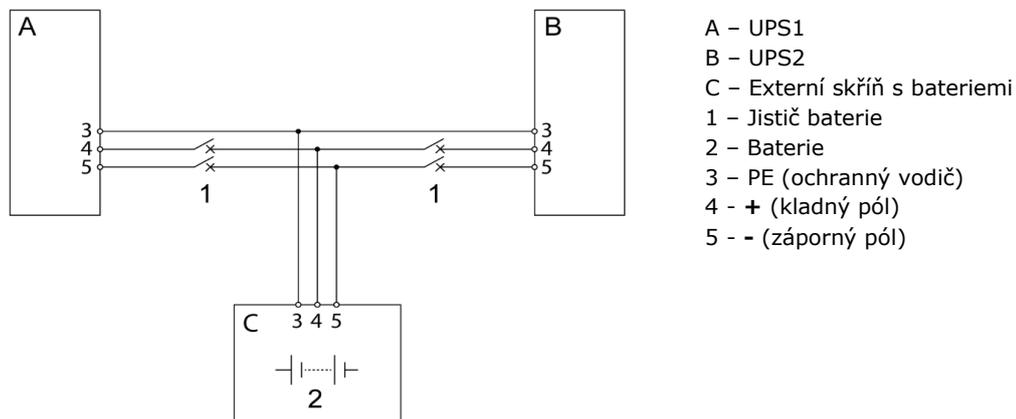 A
B
3
4
5
3
4
5
1
1
C
3 4 5
2
A – UPS1
B – UPS2
C – Externí skříň s bateriemi
1 – Jistič baterie
2 – Baterie
3 – PE (ochranný vodič)
4 - + (kladný pól)
5 - - (záporný pól)